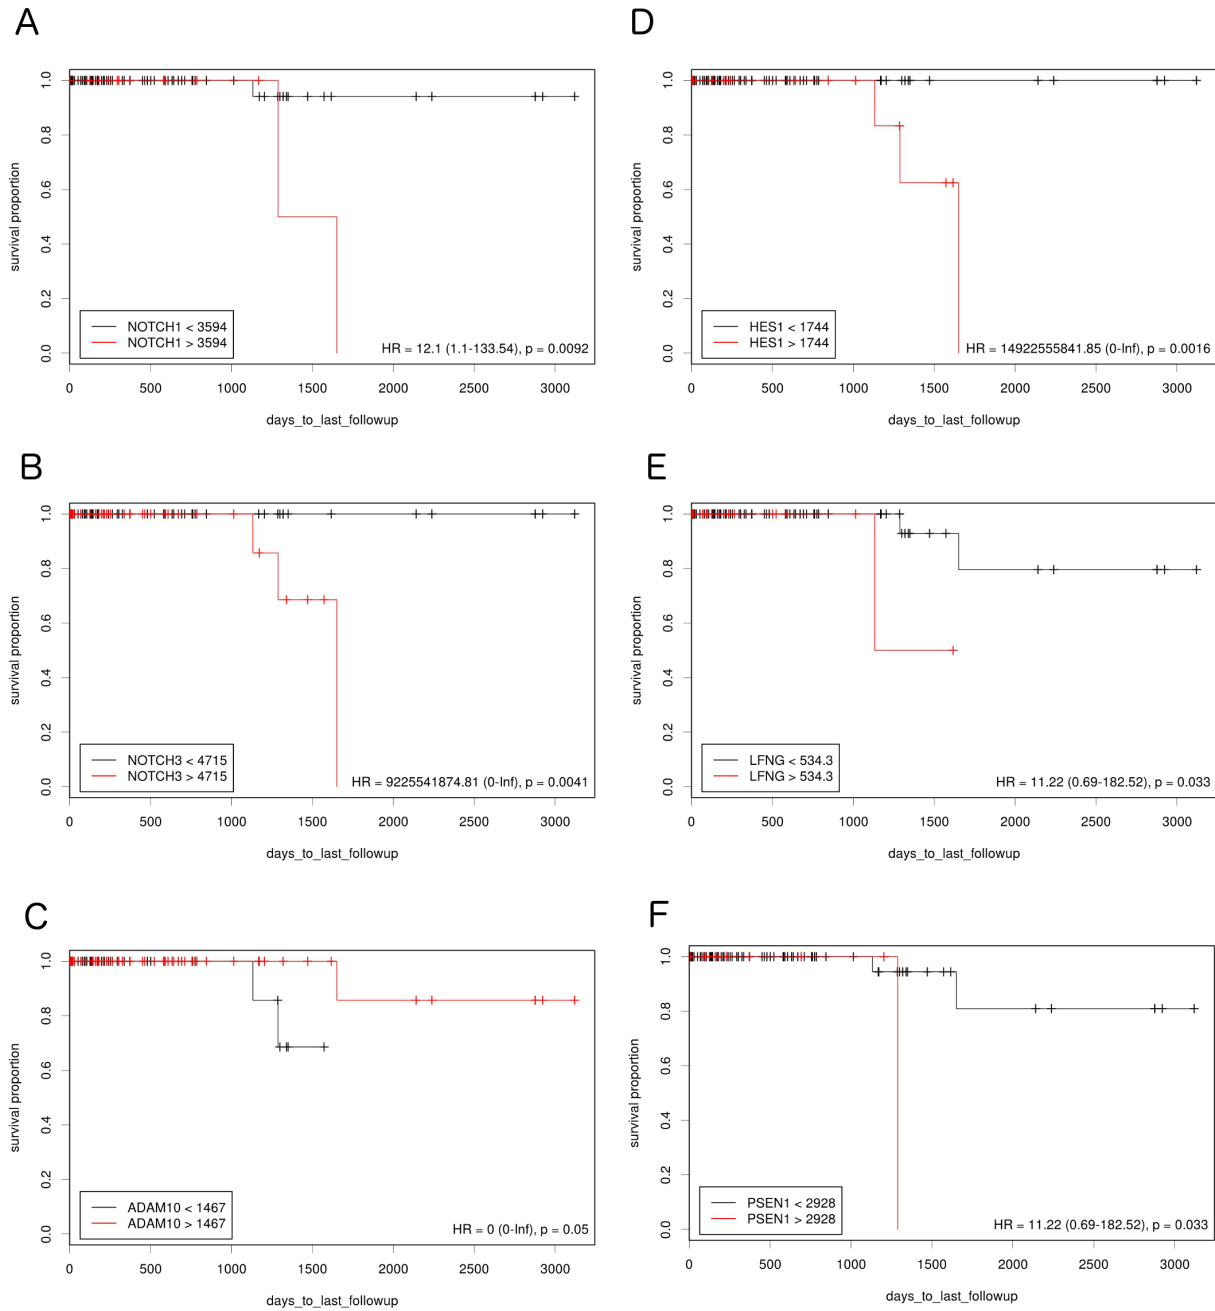 A
survival proportion
1.0
0.8
0.6
0.4
0.2
0.0
NOTCH1 < 3594
NOTCH1 > 3594
HR = 12.1 (1.1-133.54), p = 0.0092
0 500 1000 1500 2000 2500 3000
days_to_last_followup
D
survival proportion
1.0
0.8
0.6
0.4
0.2
0.0
HES1 < 1744
HES1 > 1744
HR = 14922555841.85 (0-Inf), p = 0.0016
0 500 1000 1500 2000 2500 3000
days_to_last_followup
B
survival proportion
1.0
0.8
0.6
0.4
0.2
0.0
NOTCH3 < 4715
NOTCH3 > 4715
HR = 9225541874.81 (0-Inf), p = 0.0041
0 500 1000 1500 2000 2500 3000
days_to_last_followup
E
survival proportion
1.0
0.8
0.6
0.4
0.2
0.0
LFNG < 534.3
LFNG > 534.3
HR = 11.22 (0.69-182.52), p = 0.033
0 500 1000 1500 2000 2500 3000
days_to_last_followup
C
survival proportion
1.0
0.8
0.6
0.4
0.2
0.0
ADAM10 < 1467
ADAM10 > 1467
HR = 0 (0-Inf), p = 0.05
0 500 1000 1500 2000 2500 3000
days_to_last_followup
F
survival proportion
1.0
0.8
0.6
0.4
0.2
0.0
PSEN1 < 2928
PSEN1 > 2928
HR = 11.22 (0.69-182.52), p = 0.033
0 500 1000 1500 2000 2500 3000
days_to_last_followup